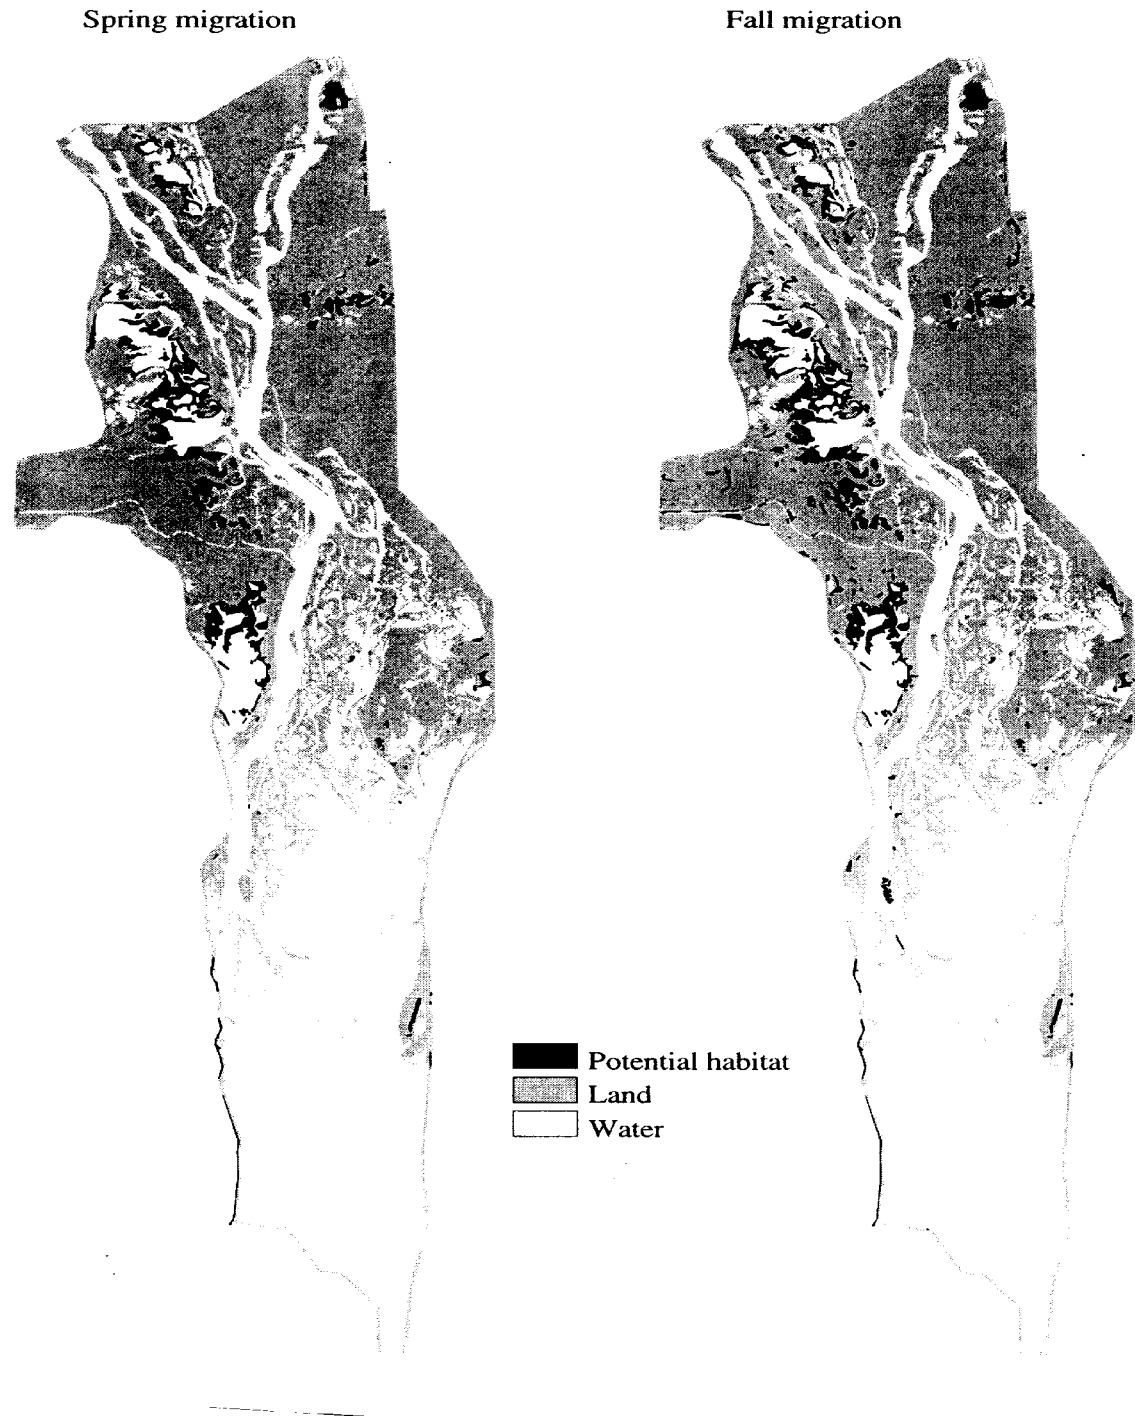 Spring migration
Fall migration
Potential habitat
Land
Water